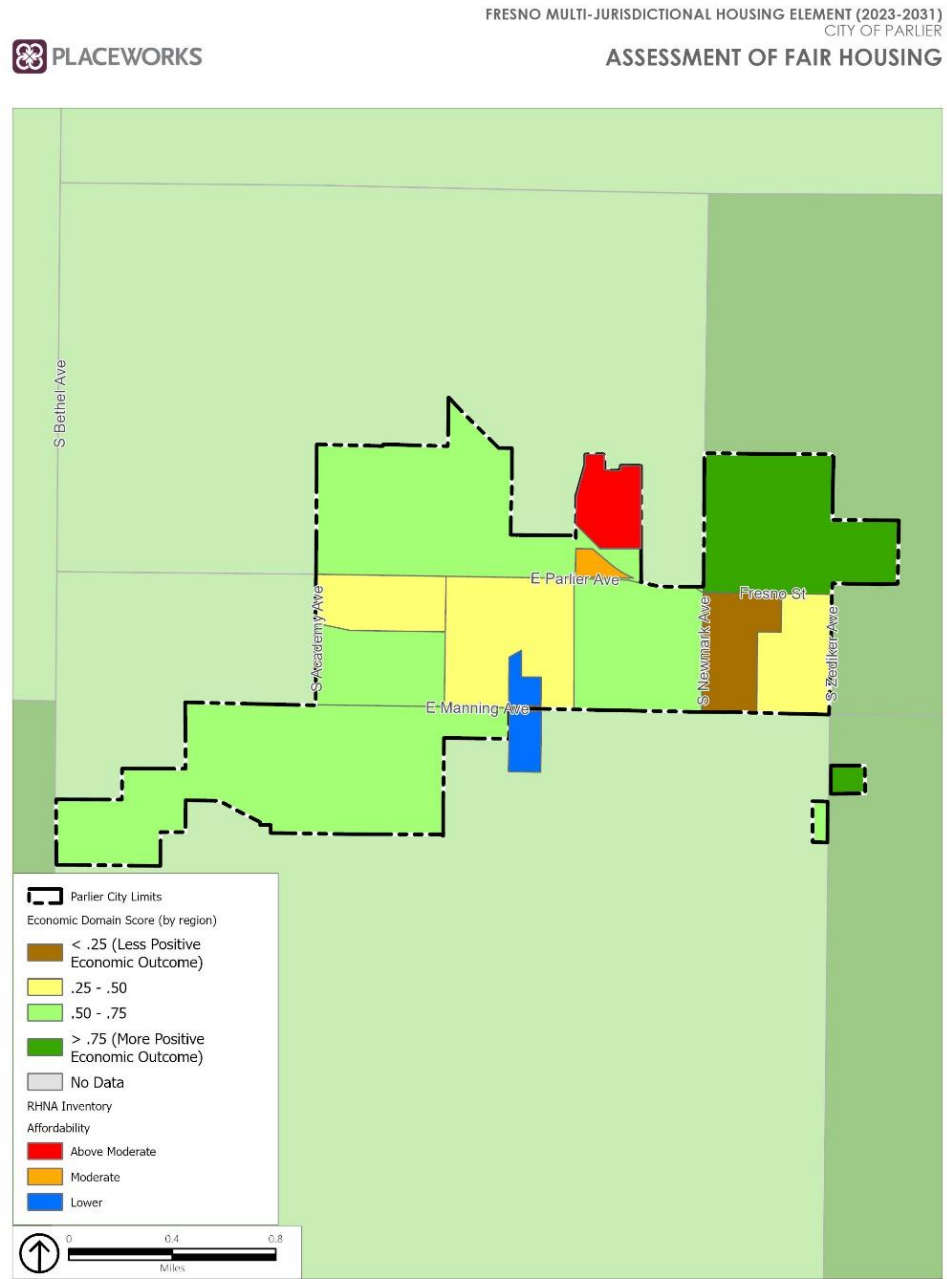 FRESNO MULTI-JURISDICTIONAL HOUSING ELEMENT (2023-2031)
CITY OF PARLIER
PLACEWORKS
ASSESSMENT OF FAIR HOUSING
S Bethel Ave
E Parlier Ave
Fresno St
S Academy Ave
S Newmark Ave
S Zediker Ave
E Manning Ave
Parlier City Limits
Economic Domain Score (by region)
< .25 (Less Positive
Economic Outcome)
.25 - .50
.50 - .75
> .75 (More Positive
Economic Outcome)
No Data
RHNA Inventory
Affordability
Above Moderate
Moderate
Lower
0 0.4 0.8
Miles